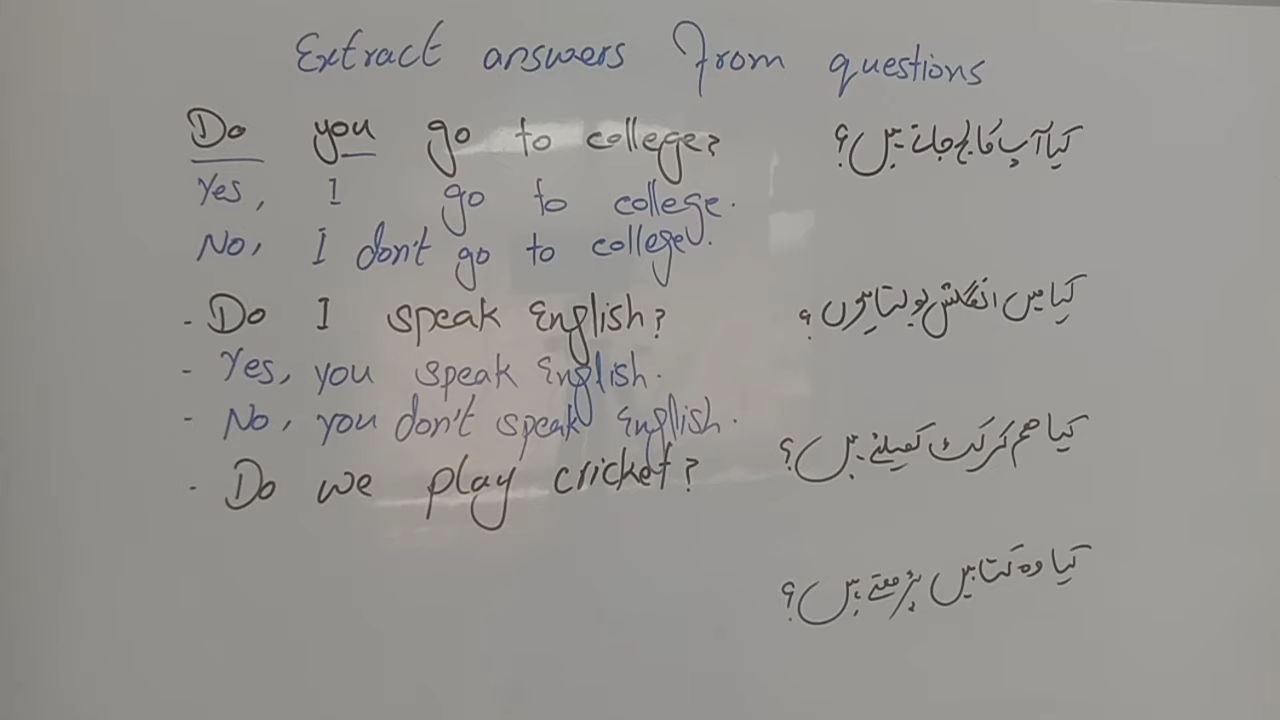 Extract answers from questions
Do you go to college?
کیا آپ کالج جاتے ہیں؟
Yes, I go to college.
No, I don't go to college.
- Do I speak English?
کیا میں انگلش بولتا ہوں؟
- Yes, you speak English.
- No, you don't speak English.
کیا ہم کرکٹ کھیلتے ہیں؟
- Do we play cricket?
کیا وہ کتابیں پڑھتے ہیں؟